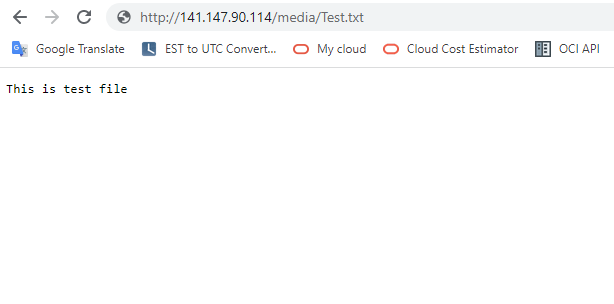 http://141.147.90.114/media/Test.txt
Google Translate EST to UTC Convert... My cloud Cloud Cost Estimator OCI API
This is test file